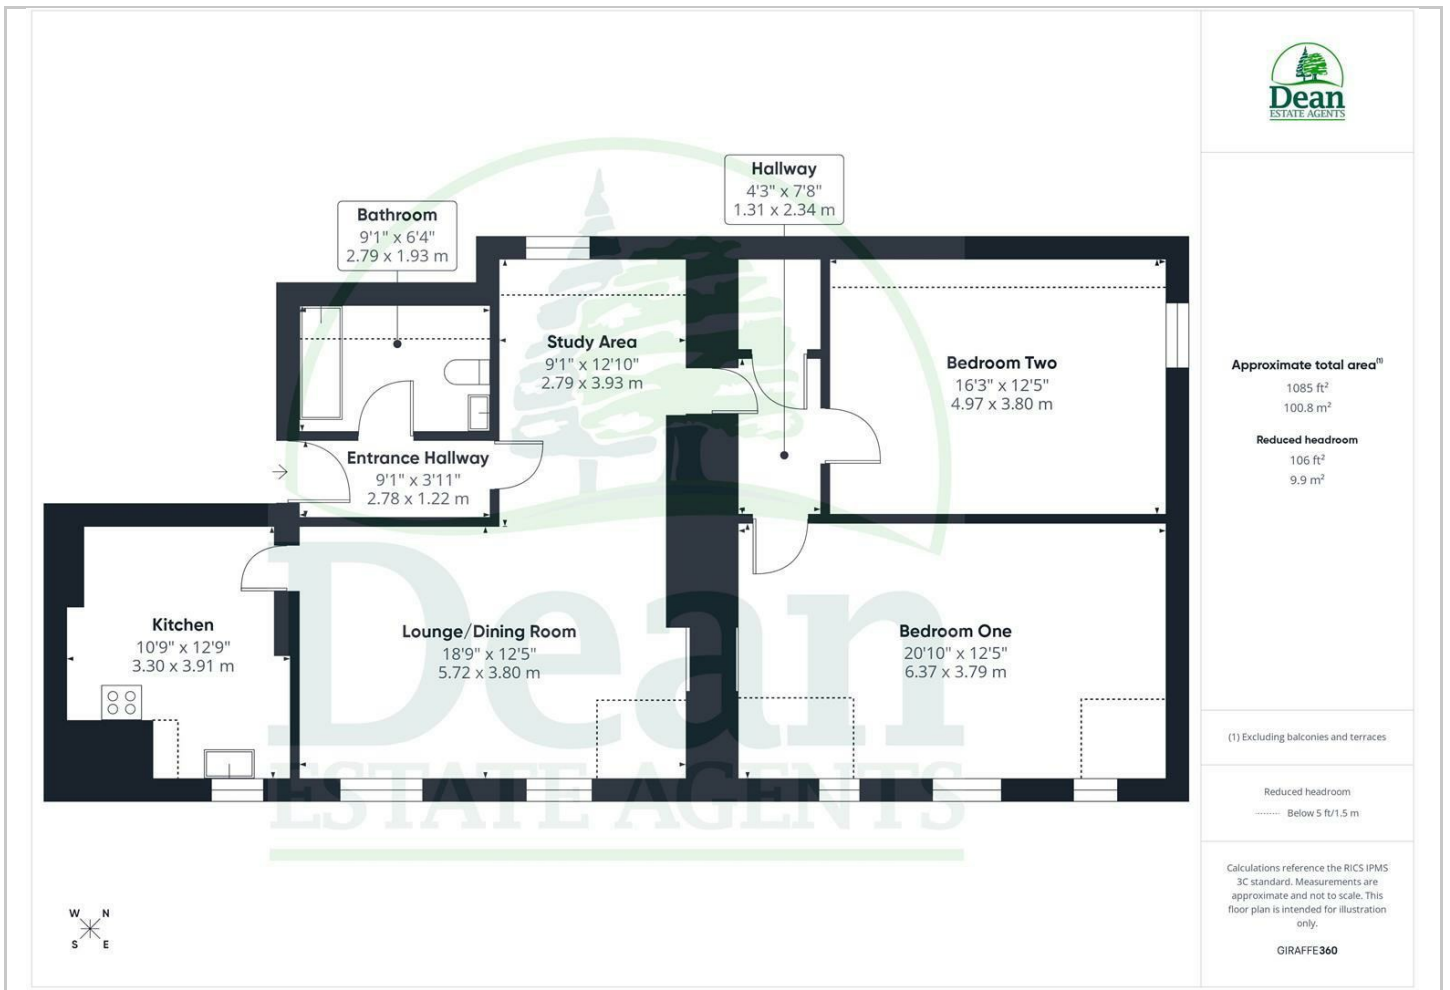 Dean
ESTATE AGENTS
Hallway
4'3" x 7'8"
1.31 x 2.34 m
Bathroom
9'1" x 6'4"
2.79 x 1.93 m
Study Area
9'1" x 12'10"
2.79 x 3.93 m
Bedroom Two
16'3" x 12'5"
4.97 x 3.80 m
Entrance Hallway
9'1" x 3'11"
2.78 x 1.22 m
Kitchen
10'9" x 12'9"
3.30 x 3.91 m
Lounge/Dining Room
18'9" x 12'5"
5.72 x 3.80 m
Bedroom One
20'10" x 12'5"
6.37 x 3.79 m
Dean
ESTATE AGENTS
W N
S E
Approximate total area(1)
1085 ft²
100.8 m²
Reduced headroom
106 ft²
9.9 m²
(1) Excluding balconies and terraces
Reduced headroom
Below 5 ft/1.5 m
Calculations reference the RICS IPMS
3C standard. Measurements are
approximate and not to scale. This
floor plan is intended for illustration
only.
GIRAFFE360